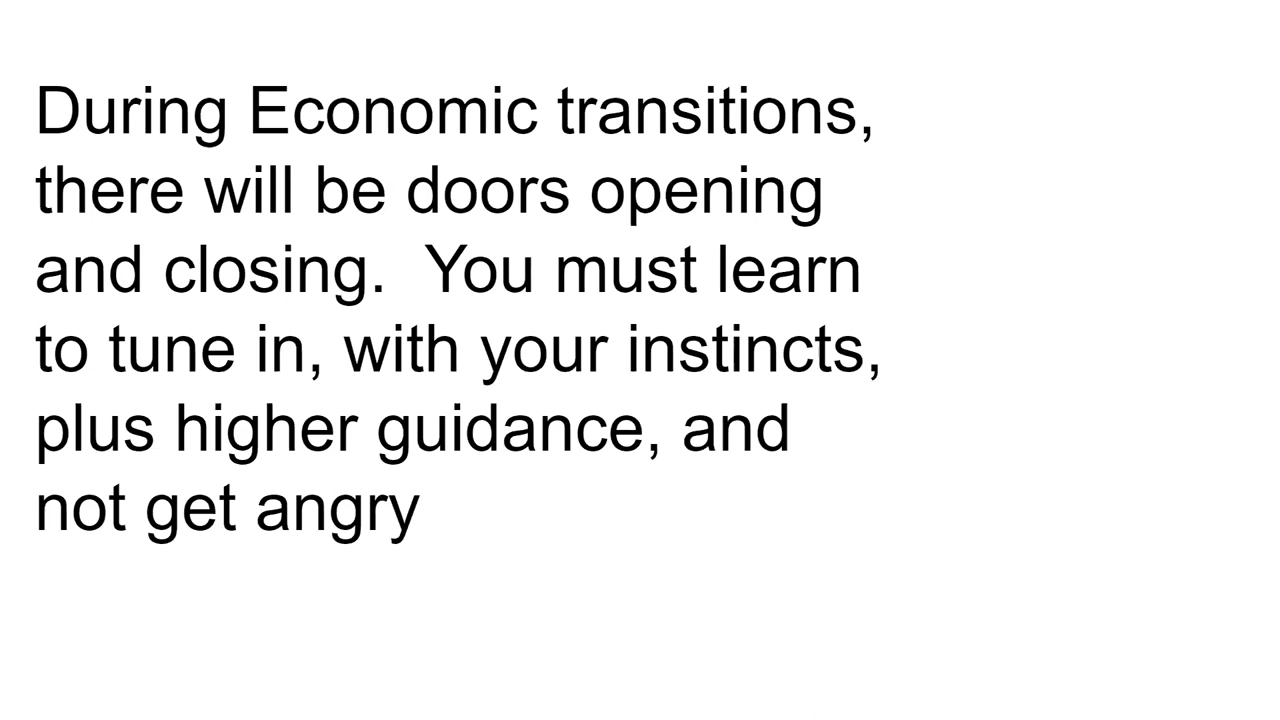 During Economic transitions,
there will be doors opening
and closing.  You must learn
to tune in, with your instincts,
plus higher guidance, and
not get angry